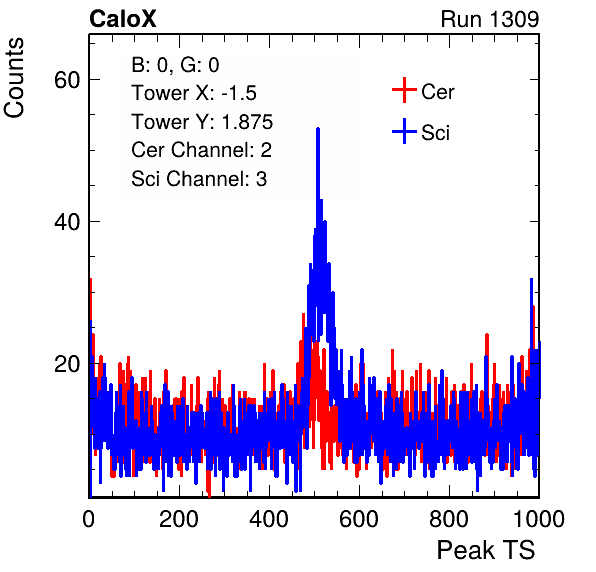 CaloX Run 1309
Counts
B: 0, G: 0
Tower X: -1.5
Tower Y: 1.875
Cer Channel: 2
Sci Channel: 3
Cer
Sci
60
40
20
0 200 400 600 800 1000
Peak TS